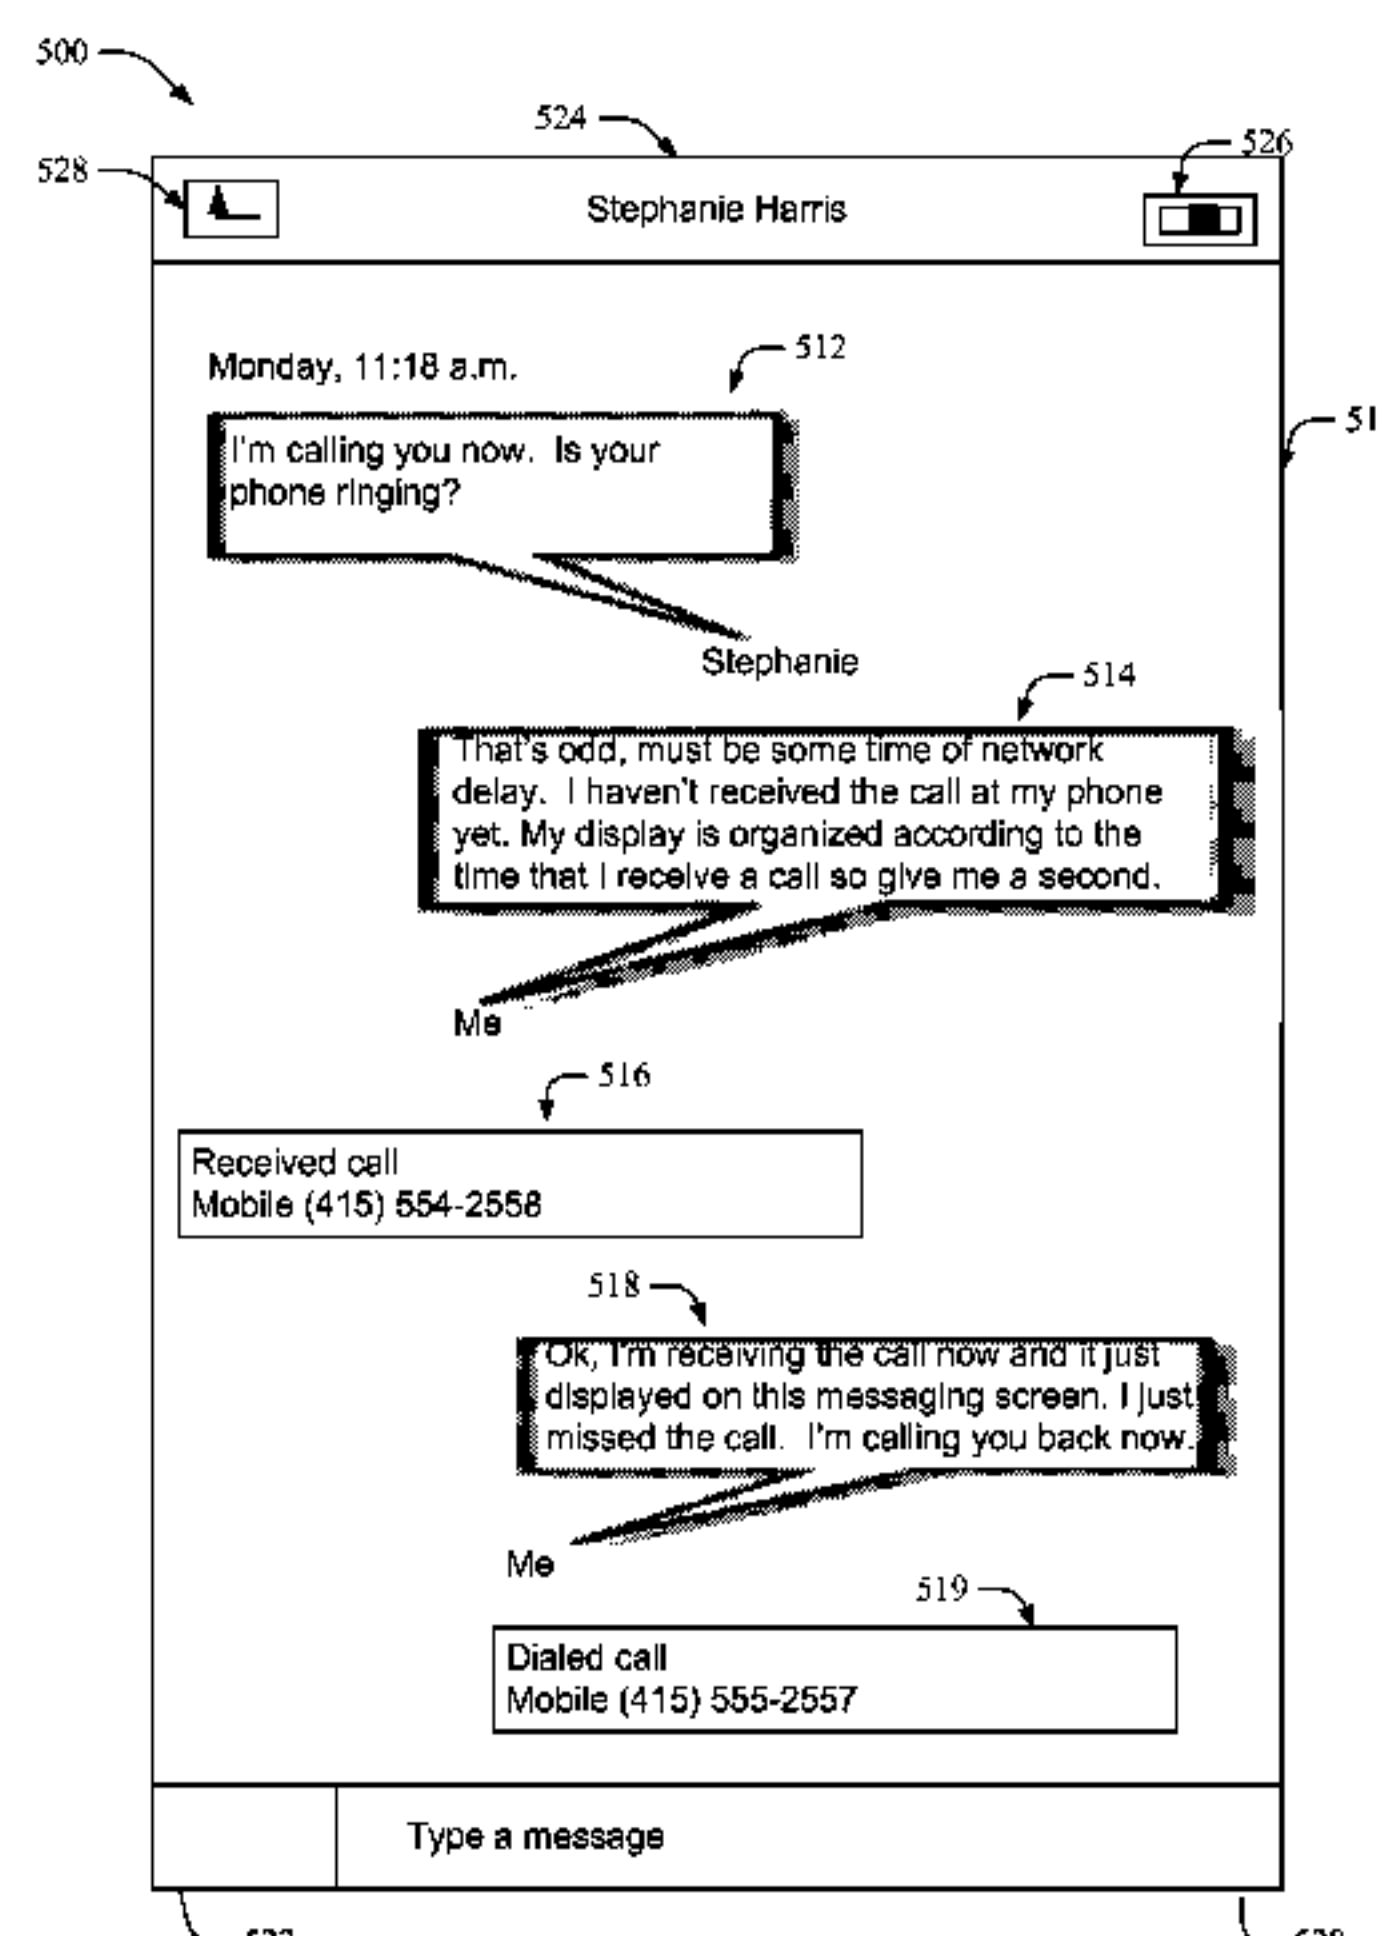 500
524
526
528
Stephanie Harris
Monday, 11:18 a.m.
512
51
I'm calling you now. Is your
phone ringing?
Stephanie
514
That's odd, must be some time of network
delay. I haven't received the call at my phone
yet. My display is organized according to the
time that I receive a call so give me a second.
Me
516
Received call
Mobile (415) 554-2558
518
Ok, I'm receiving the call now and it just
displayed on this messaging screen. I just
missed the call. I'm calling you back now.
Me
519
Dialed call
Mobile (415) 555-2557
Type a message